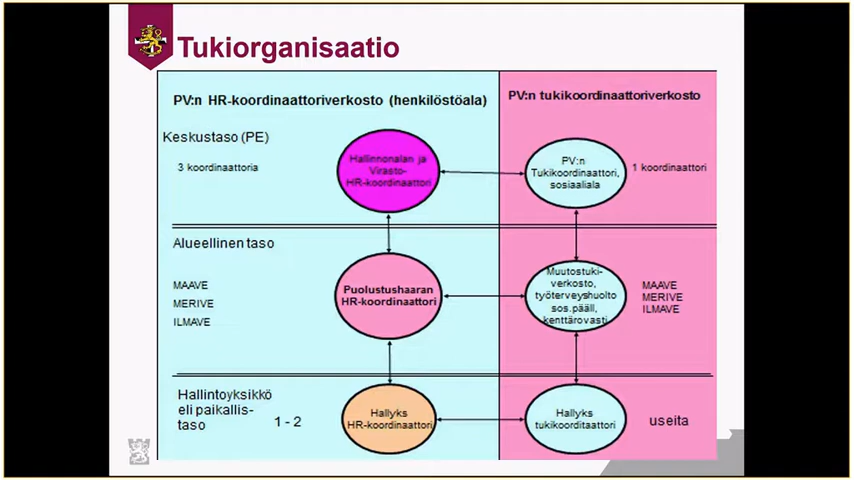 Tukiorganisaatio
PV:n HR-koordinaattoriverkosto (henkilöstöala)
PV:n tukikoordinaattoriverkosto
Keskustaso (PE)
3 koordinaattoria
Hallinnonalan ja
Virasto-
HR-koordinaattori
PV:n
Tukikoordinaattori,
sosiaaliala
1 koordinaattori
Alueellinen taso
MAAVE
MERIVE
ILMAVE
Puolustushaaran
HR-koordinaattori
Muutostuki-
verkosto,
työterveyshuolto
sos.pääll,
kenttärovasti
MAAVE
MERIVE
ILMAVE
Hallintoyksikkö
eli paikallis-
taso
1 - 2
Hallyks
HR-koordinaattori
Hallyks
tukikoorditaattori
useita